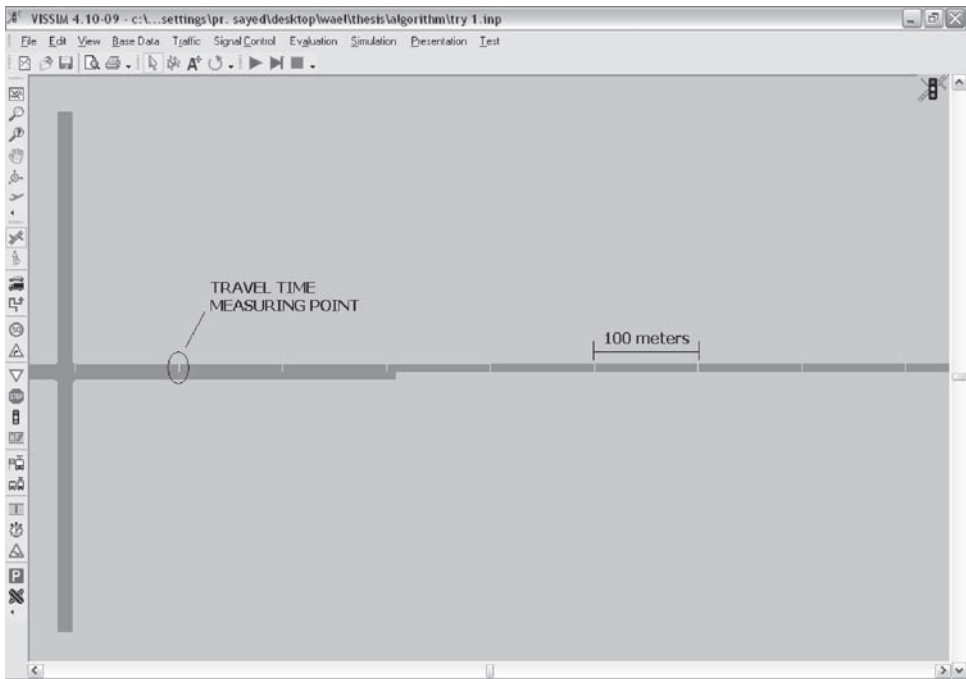 VISSIM 4.10-09 - c:\...settings\pr. sayed\desktop\wael\thesis\algorithm\try 1.inp
File Edit View Base Data Traffic Signal Control Evaluation Simulation Presentation Test
TRAVEL TIME
MEASURING POINT
100 meters
STOP
P